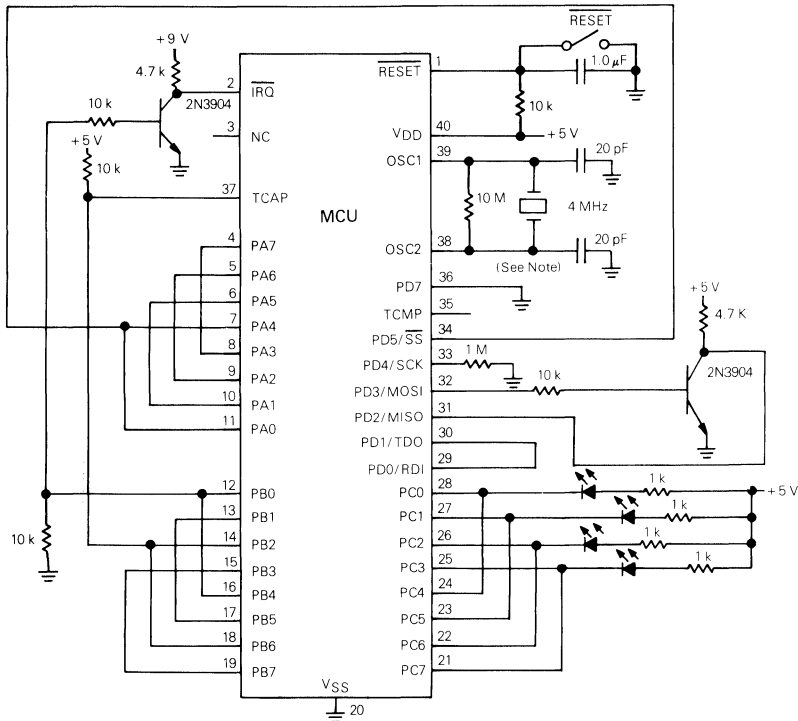 RESET
+9 V
4.7 k
2
IRQ
2N3904
10 k
3
NC
+5 V
10 k
37
TCAP
MCU
4
PA7
5
PA6
6
PA5
7
PA4
8
PA3
9
PA2
10
PA1
11
PA0
12
PB0
13
PB1
14
PB2
10 k
15
PB3
16
PB4
17
PB5
18
PB6
19
PB7
VSS
20
RESET
1
1.0 µF
10 k
VDD
40
+5 V
OSC1
39
20 pF
10 M
4 MHz
OSC2
38
20 pF
(See Note)
PD7
36
TCMP
35
PD5/SS
34
PD4/SCK
33
1 M
PD3/MOSI
32
10 k
PD2/MISO
31
PD1/TDO
30
PD0/RDI
29
+5 V
4.7 K
2N3904
PC0
28
1 k
+5 V
PC1
27
1 k
PC2
26
1 k
PC3
25
1 k
PC4
24
PC5
23
PC6
22
PC7
21